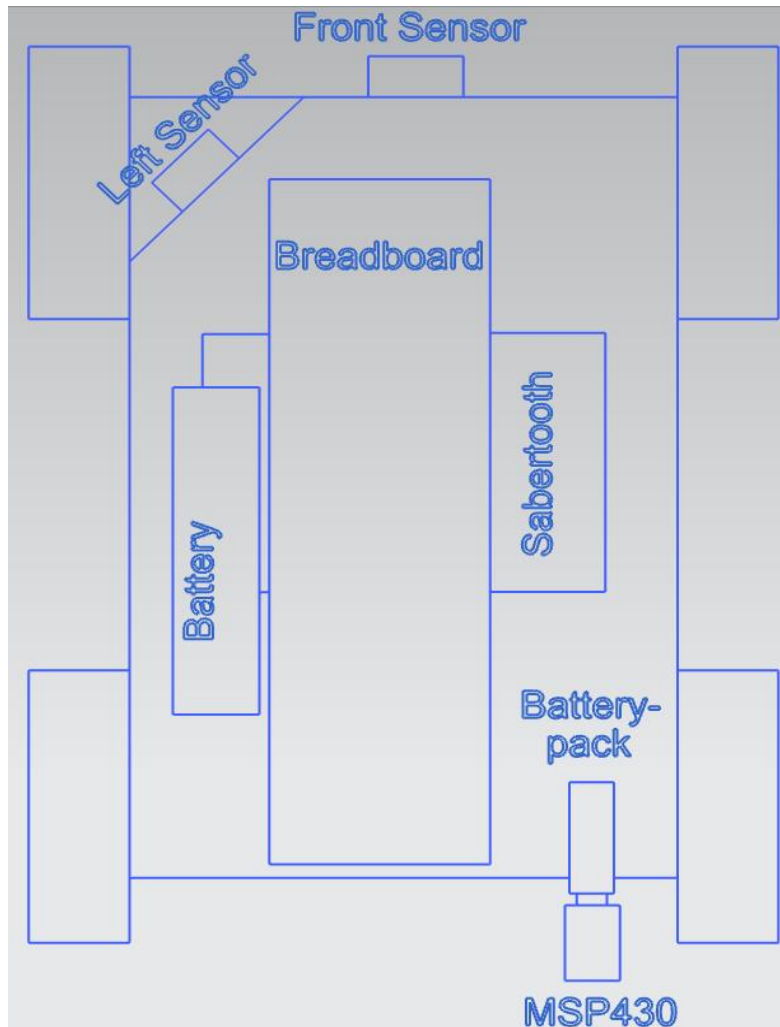 Front Sensor
Left Sensor
Breadboard
Sabertooth
Battery
Battery-
pack
MSP430